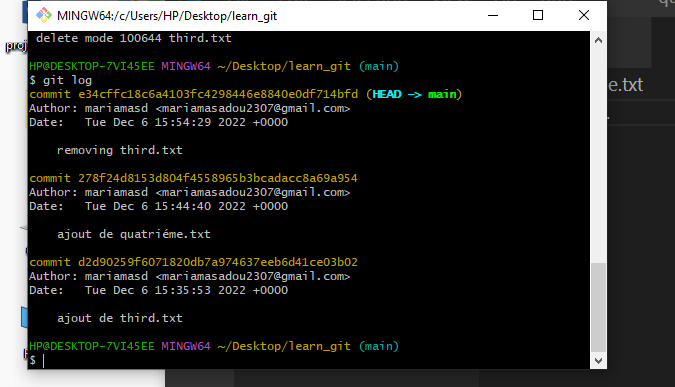 MINGW64:/c/Users/HP/Desktop/learn_git
delete mode 100644 third.txt
HP@DESKTOP-7VI45EE MINGW64 ~/Desktop/learn_git (main)
$ git log
commit e34cffc18c6a4103fc4298446e8840e0df714bfd (HEAD -> main)
Author: mariamasd <mariamasadou2307@gmail.com>
Date:   Tue Dec 6 15:54:29 2022 +0000
removing third.txt
commit 278f24d8153d804f4558965b3bcadacc8a69a954
Author: mariamasd <mariamasadou2307@gmail.com>
Date:   Tue Dec 6 15:44:40 2022 +0000
ajout de quatriéme.txt
commit d2d90259f6071820db7a974637eeb6d41ce03b02
Author: mariamasd <mariamasadou2307@gmail.com>
Date:   Tue Dec 6 15:35:53 2022 +0000
ajout de third.txt
HP@DESKTOP-7VI45EE MINGW64 ~/Desktop/learn_git (main)
$
proj
e.txt